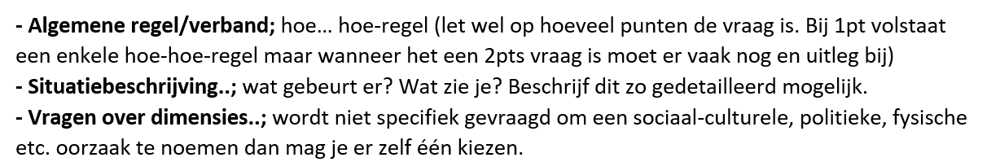 - Algemene regel/verband; hoe... hoe-regel (let wel op hoeveel punten de vraag is. Bij 1pt volstaat
een enkele hoe-hoe-regel maar wanneer het een 2pts vraag is moet er vaak nog en uitleg bij)
- Situatiebeschrijving..; wat gebeurt er? Wat zie je? Beschrijf dit zo gedetailleerd mogelijk.
- Vragen over dimensies..; wordt niet specifiek gevraagd om een sociaal-culturele, politieke, fysische
etc. oorzaak te noemen dan mag je er zelf één kiezen.